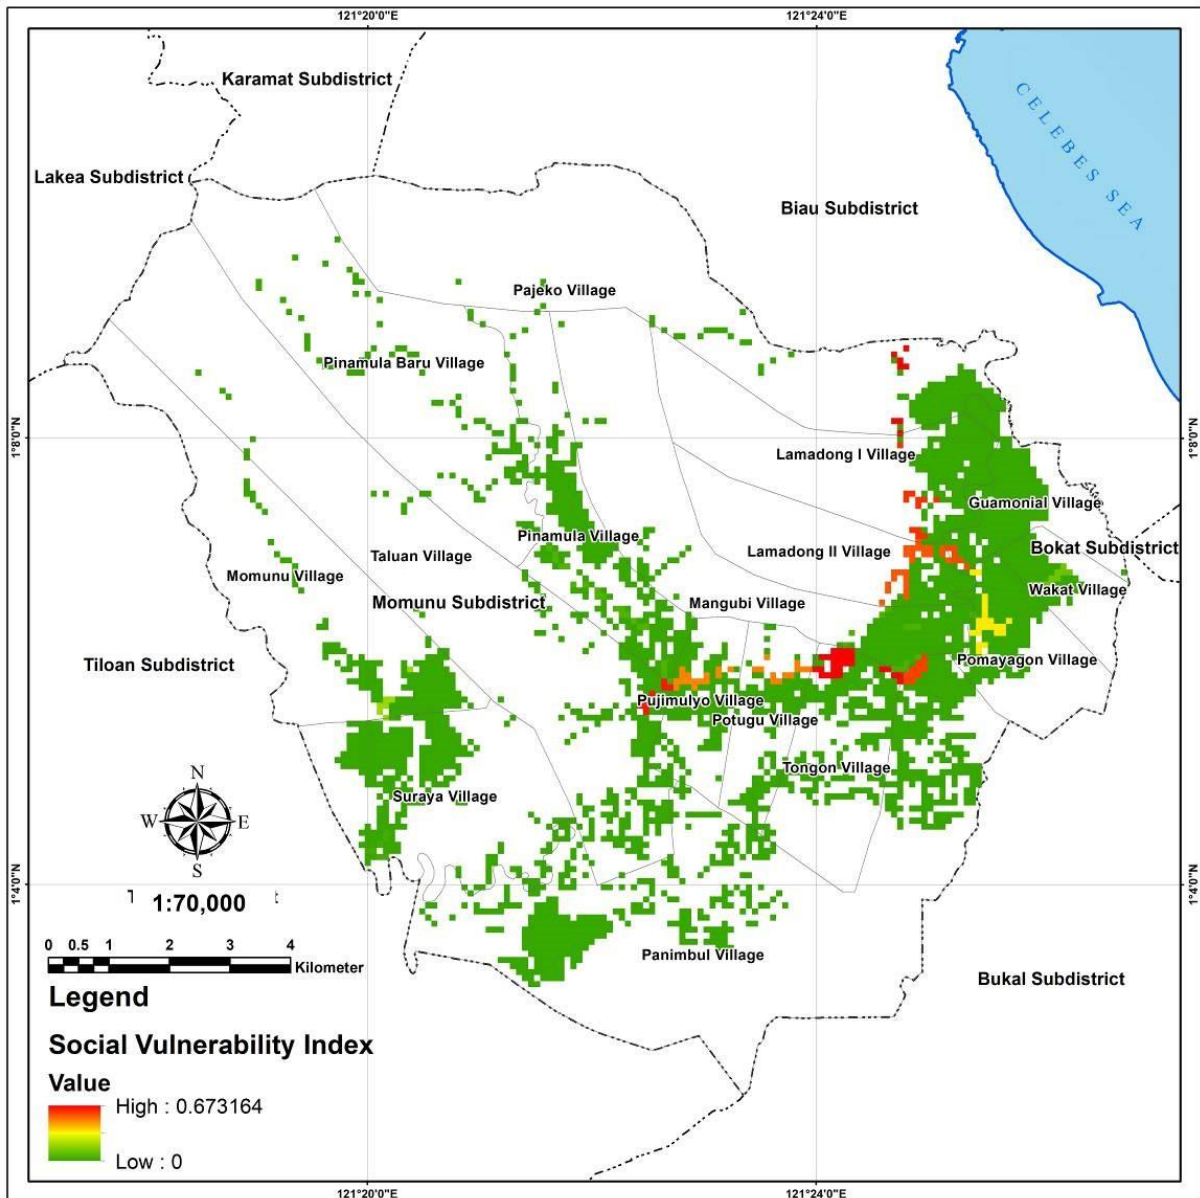 121°20'0"E
121°24'0"E
Karamat Subdistrict
CELEBES SEA
Lakea Subdistrict
Biau Subdistrict
Pajeko Village
Pinamula Baru Village
1°8'0"N
1°8'0"N
Lamadong I Village
Guamonial Village
Pinamula Village
Taluan Village
Lamadong II Village
Bokat Subdistrict
Momunu Village
Wakat Village
Momunu Subdistrict
Mangubi Village
Tiloan Subdistrict
Pomayagon Village
Pujimulyo Village
Potugu Village
Tongon Village
Suraya Village
N
W
E
S
1°4'0"N
1°4'0"N
1:70,000
0 0.5 1 2 3 4
Kilometer
Panimbul Village
Bukal Subdistrict
Legend
Social Vulnerability Index
Value
High : 0.673164
Low : 0
121°20'0"E
121°24'0"E